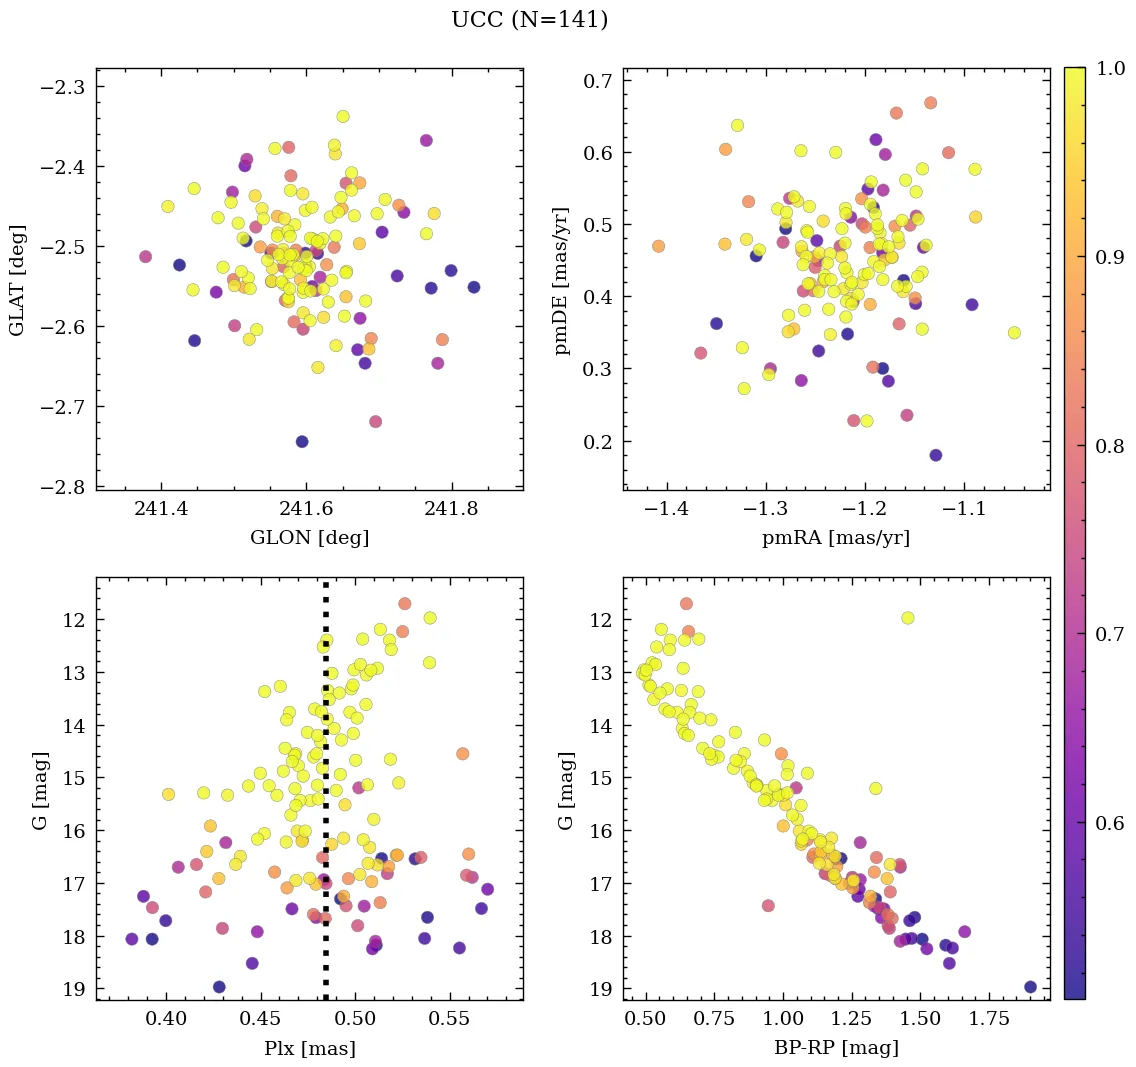 UCC (N=141)
−2.3
−2.4
−2.5
−2.6
−2.7
−2.8
GLAT [deg]
241.4 241.6 241.8
GLON [deg]
0.7
0.6
0.5
0.4
0.3
0.2
pmDE [mas/yr]
−1.4 −1.3 −1.2 −1.1
pmRA [mas/yr]
12
13
14
15
16
17
18
19
G [mag]
0.40 0.45 0.50 0.55
Plx [mas]
12
13
14
15
16
17
18
19
G [mag]
0.50 0.75 1.00 1.25 1.50 1.75
BP-RP [mag]
1.0
0.9
0.8
0.7
0.6